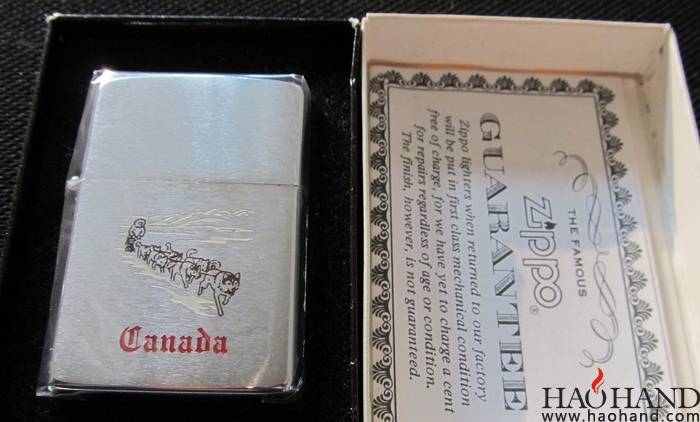 Canada
THE FAMOUS
Zippo®
GUARANTEE
Zippo lighters when returned to our factory
will be put in first class mechanical condition
free of charge, for we have yet to charge a cent
for repairs regardless of age or condition.
The finish, however, is not guaranteed.
HAOHAND
www.haohand.com